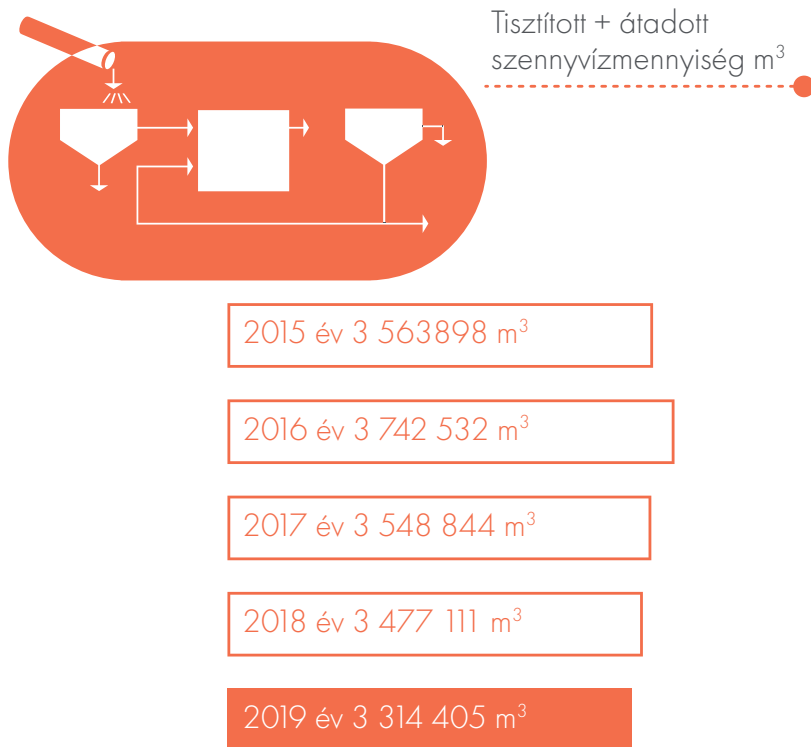 Tisztított + átadott
szennyvízmennyiség m³
2015 év 3 563898 m³
2016 év 3 742 532 m³
2017 év 3 548 844 m³
2018 év 3 477 111 m³
2019 év 3 314 405 m³